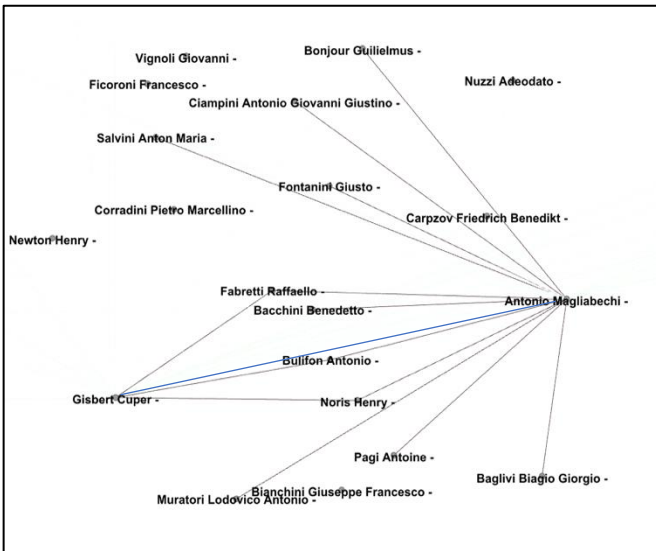 Bonjour Guilielmus -
Vignoli Giovanni -
Nuzzi Adeodato -
Ficoroni Francesco -
Ciampini Antonio Giovanni Giustino -
Salvini Anton Maria -
Fontanini Giusto -
Corradini Pietro Marcellino -
Carpzov Friedrich Benedikt -
Newton Henry -
Fabretti Raffaello -
Antonio Magliabechi -
Bacchini Benedetto -
Bulifon Antonio -
Gisbert Cuper -
Noris Henry -
Pagi Antoine -
Baglivi Biagio Giorgio -
Bianchini Giuseppe Francesco -
Muratori Lodovico Antonio -